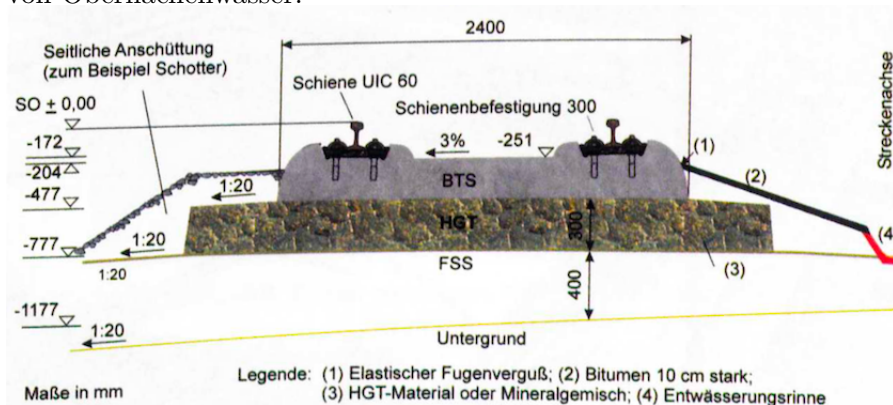 von Oberflächenwasser.
2400
Seitliche Anschüttung
(zum Beispiel Schotter)
Schiene UIC 60
SO ± 0,00
Schienenbefestigung 300
Streckenachse
-172
3%
-251
(1)
-204
1:20
BTS
(2)
-477
HGT
300
(4
-777
1:20
1:20
FSS
(3)
400
-1177
1:20
Untergrund
Legende: (1) Elastischer Fugenverguß; (2) Bitumen 10 cm stark;
Maße in mm
(3) HGT-Material oder Mineralgemisch; (4) Entwässerungsrinne